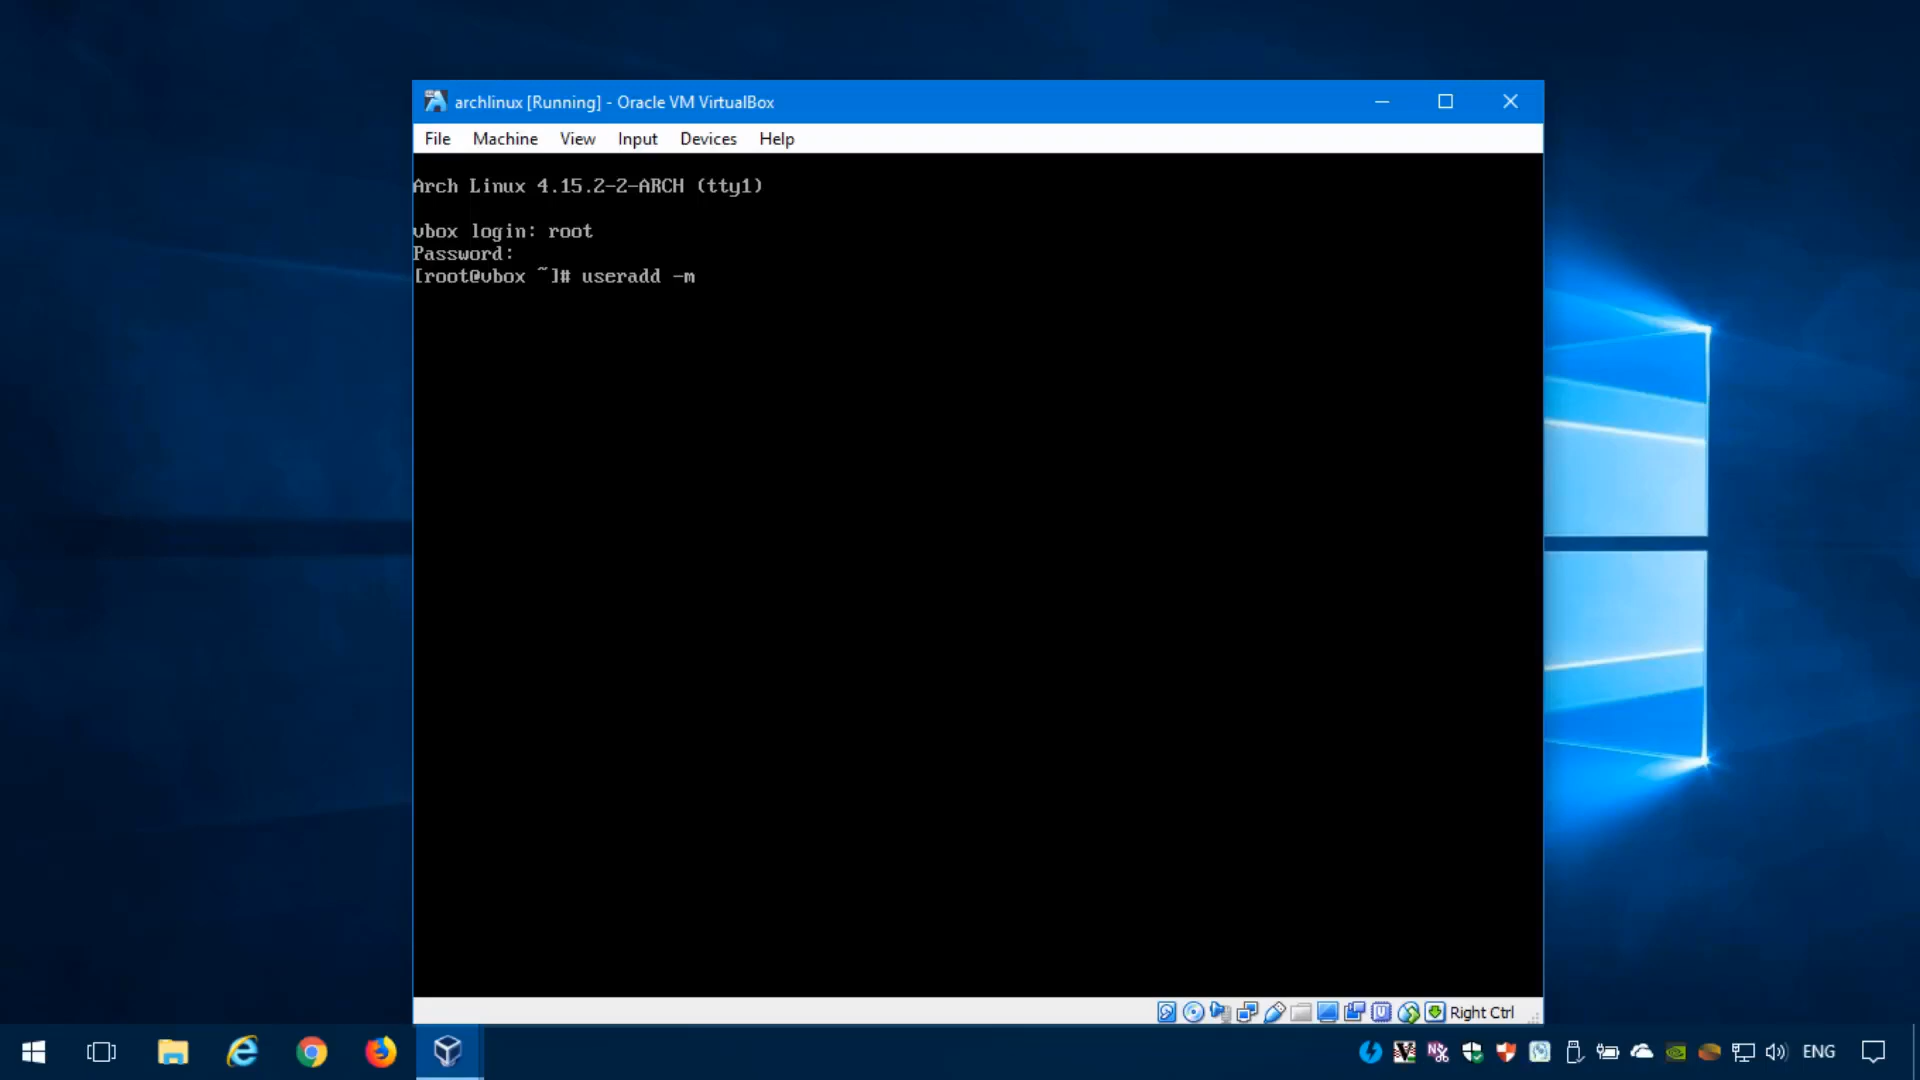 archlinux [Running] - Oracle VM VirtualBox
File Machine View Input Devices Help
Arch Linux 4.15.2-2-ARCH (tty1)
vbox login: root
Password:
[root@vbox ~]# useradd -m
Right Ctrl
ENG